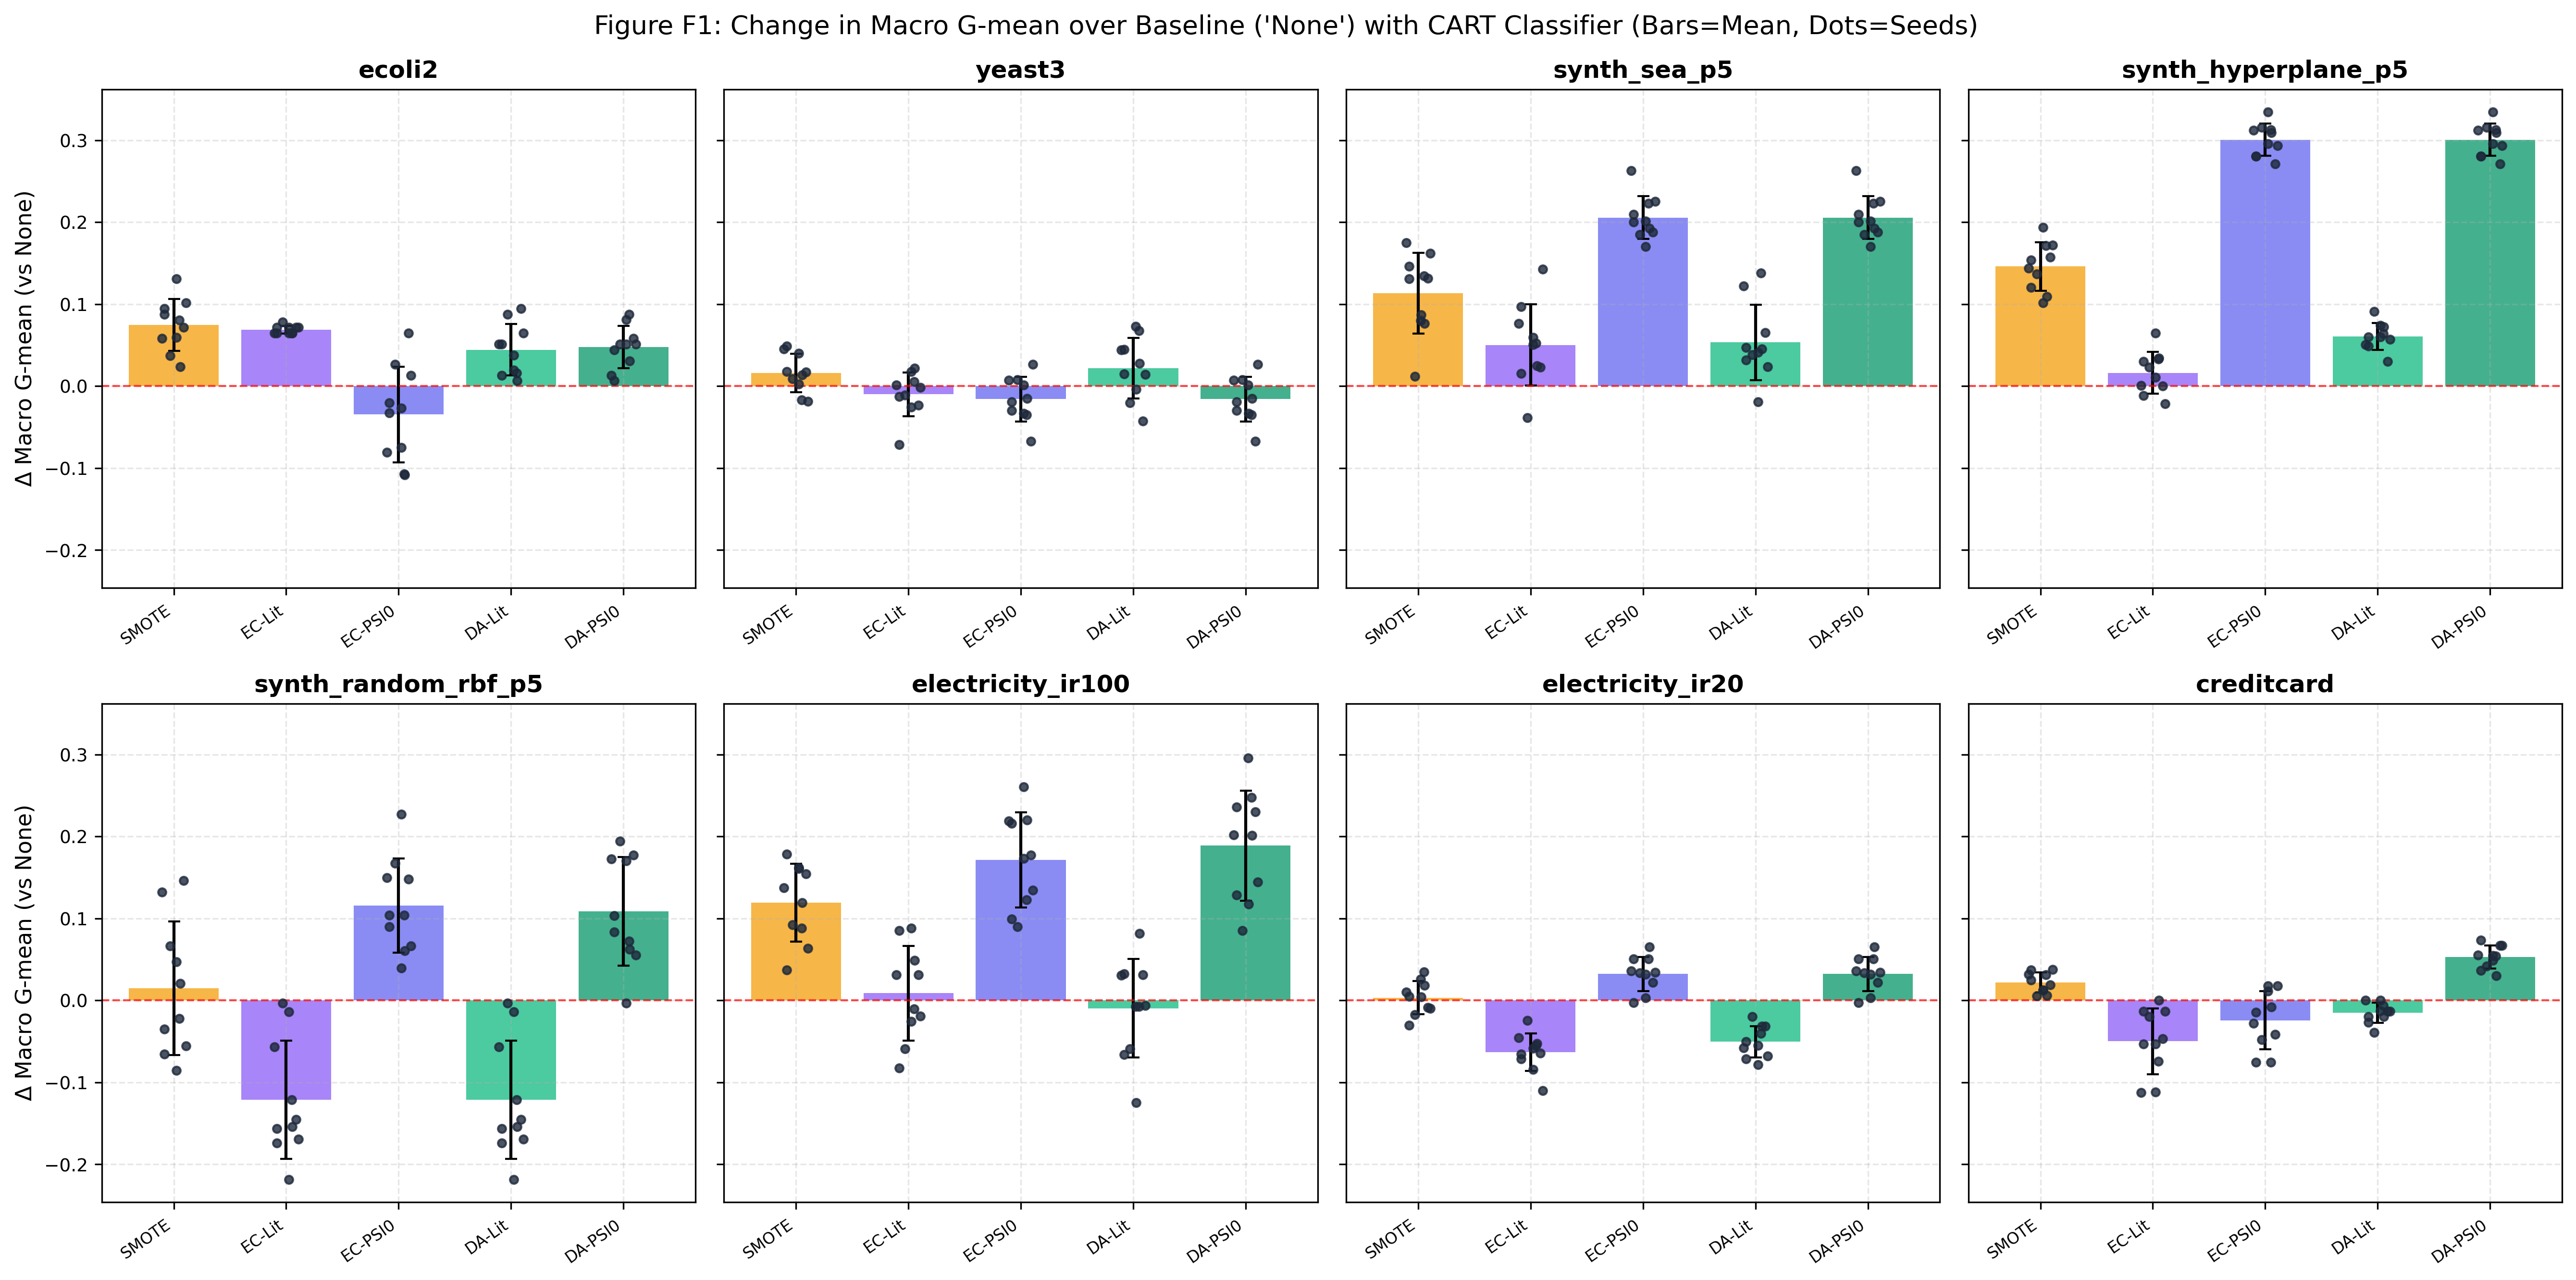 Figure F1: Change in Macro G-mean over Baseline ('None') with CART Classifier (Bars=Mean, Dots=Seeds)
ecoli2
yeast3
synth_sea_p5
synth_hyperplane_p5
Δ Macro G-mean (vs None)
0.3
0.2
0.1
0.0
−0.1
−0.2
SMOTE
EC-Lit
EC-PSI0
DA-Lit
DA-PSI0
SMOTE
EC-Lit
EC-PSI0
DA-Lit
DA-PSI0
SMOTE
EC-Lit
EC-PSI0
DA-Lit
DA-PSI0
SMOTE
EC-Lit
EC-PSI0
DA-Lit
DA-PSI0
synth_random_rbf_p5
electricity_ir100
electricity_ir20
creditcard
Δ Macro G-mean (vs None)
0.3
0.2
0.1
0.0
−0.1
−0.2
SMOTE
EC-Lit
EC-PSI0
DA-Lit
DA-PSI0
SMOTE
EC-Lit
EC-PSI0
DA-Lit
DA-PSI0
SMOTE
EC-Lit
EC-PSI0
DA-Lit
DA-PSI0
SMOTE
EC-Lit
EC-PSI0
DA-Lit
DA-PSI0